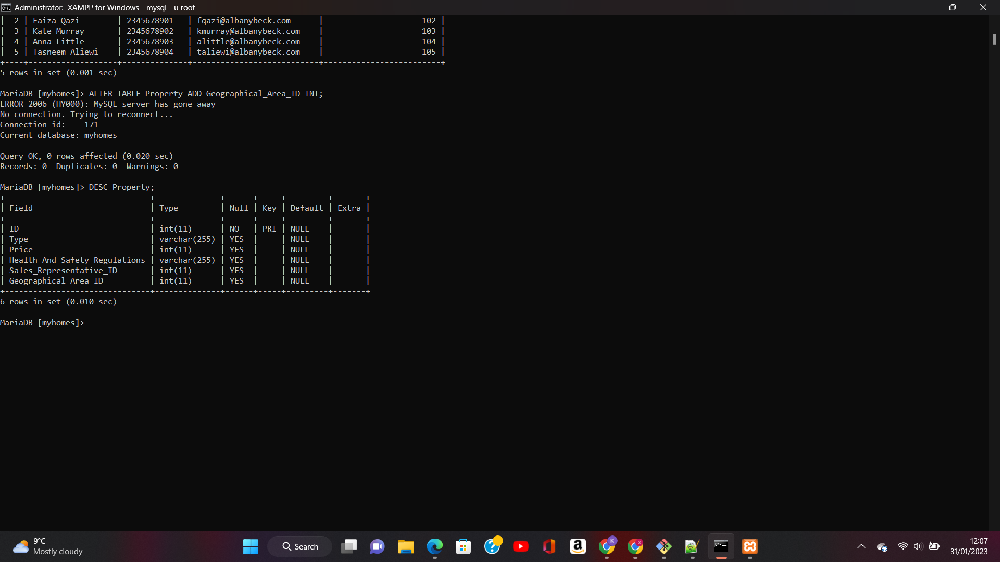 Administrator: XAMPP for Windows - mysql -u root
|  2 | Faiza Qazi        | 2345678901   | fqazi@albanybeck.com      |                     102 |
|  3 | Kate Murray       | 2345678902   | kmurray@albanybeck.com    |                     103 |
|  4 | Anna Little       | 2345678903   | alittle@albanybeck.com    |                     104 |
|  5 | Tasneem Aliewi    | 2345678904   | taliewi@albanybeck.com    |                     105 |
+----+-------------------+--------------+---------------------------+-------------------------+
5 rows in set (0.001 sec)
MariaDB [myhomes]> ALTER TABLE Property ADD Geographical_Area_ID INT;
ERROR 2006 (HY000): MySQL server has gone away
No connection. Trying to reconnect...
Connection id:    171
Current database: myhomes
Query OK, 0 rows affected (0.020 sec)
Records: 0  Duplicates: 0  Warnings: 0
MariaDB [myhomes]> DESC Property;
+-------------------------------+--------------+------+-----+---------+-------+
| Field                         | Type         | Null | Key | Default | Extra |
+-------------------------------+--------------+------+-----+---------+-------+
| ID                            | int(11)      | NO   | PRI | NULL    |       |
| Type                          | varchar(255) | YES  |     | NULL    |       |
| Price                         | int(11)      | YES  |     | NULL    |       |
| Health_And_Safety_Regulations | varchar(255) | YES  |     | NULL    |       |
| Sales_Representative_ID       | int(11)      | YES  |     | NULL    |       |
| Geographical_Area_ID          | int(11)      | YES  |     | NULL    |       |
+-------------------------------+--------------+------+-----+---------+-------+
6 rows in set (0.010 sec)
MariaDB [myhomes]>
9°C
Mostly cloudy
Search
12:07
31/01/2023